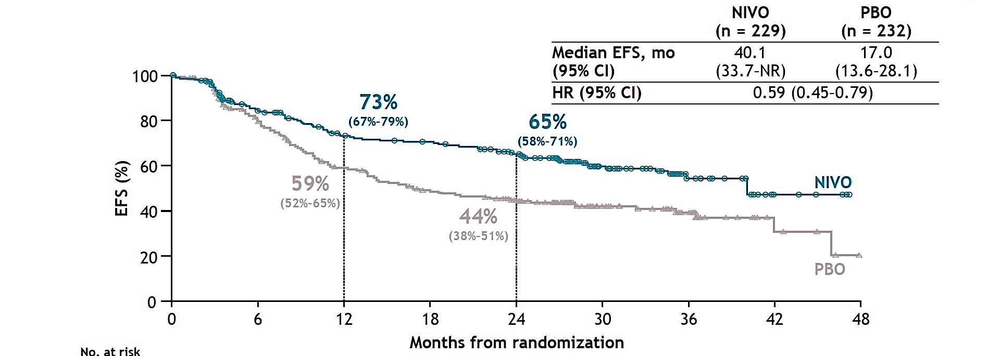 NIVO PBO
(n = 229) (n = 232)
Median EFS, mo 40.1 17.0
(95% CI) (33.7-NR) (13.6-28.1)
HR (95% CI) 0.59 (0.45-0.79)
100
80
60
40
20
0
EFS (%)
73%
(67%-79%)
65%
(58%-71%)
59%
(52%-65%)
44%
(38%-51%)
NIVO
PBO
0 6 12 18 24 30 36 42 48
Months from randomization
No. at risk